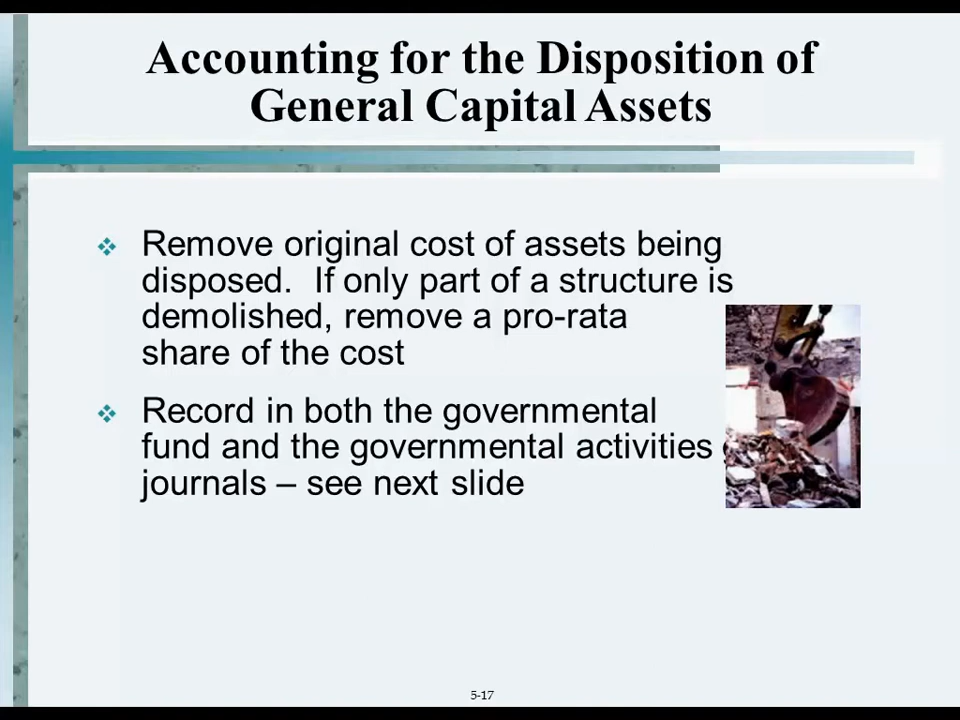 Accounting for the Disposition of
General Capital Assets
Remove original cost of assets being
disposed.  If only part of a structure is
demolished, remove a pro-rata
share of the cost
Record in both the governmental
fund and the governmental activities
journals – see next slide
5-17